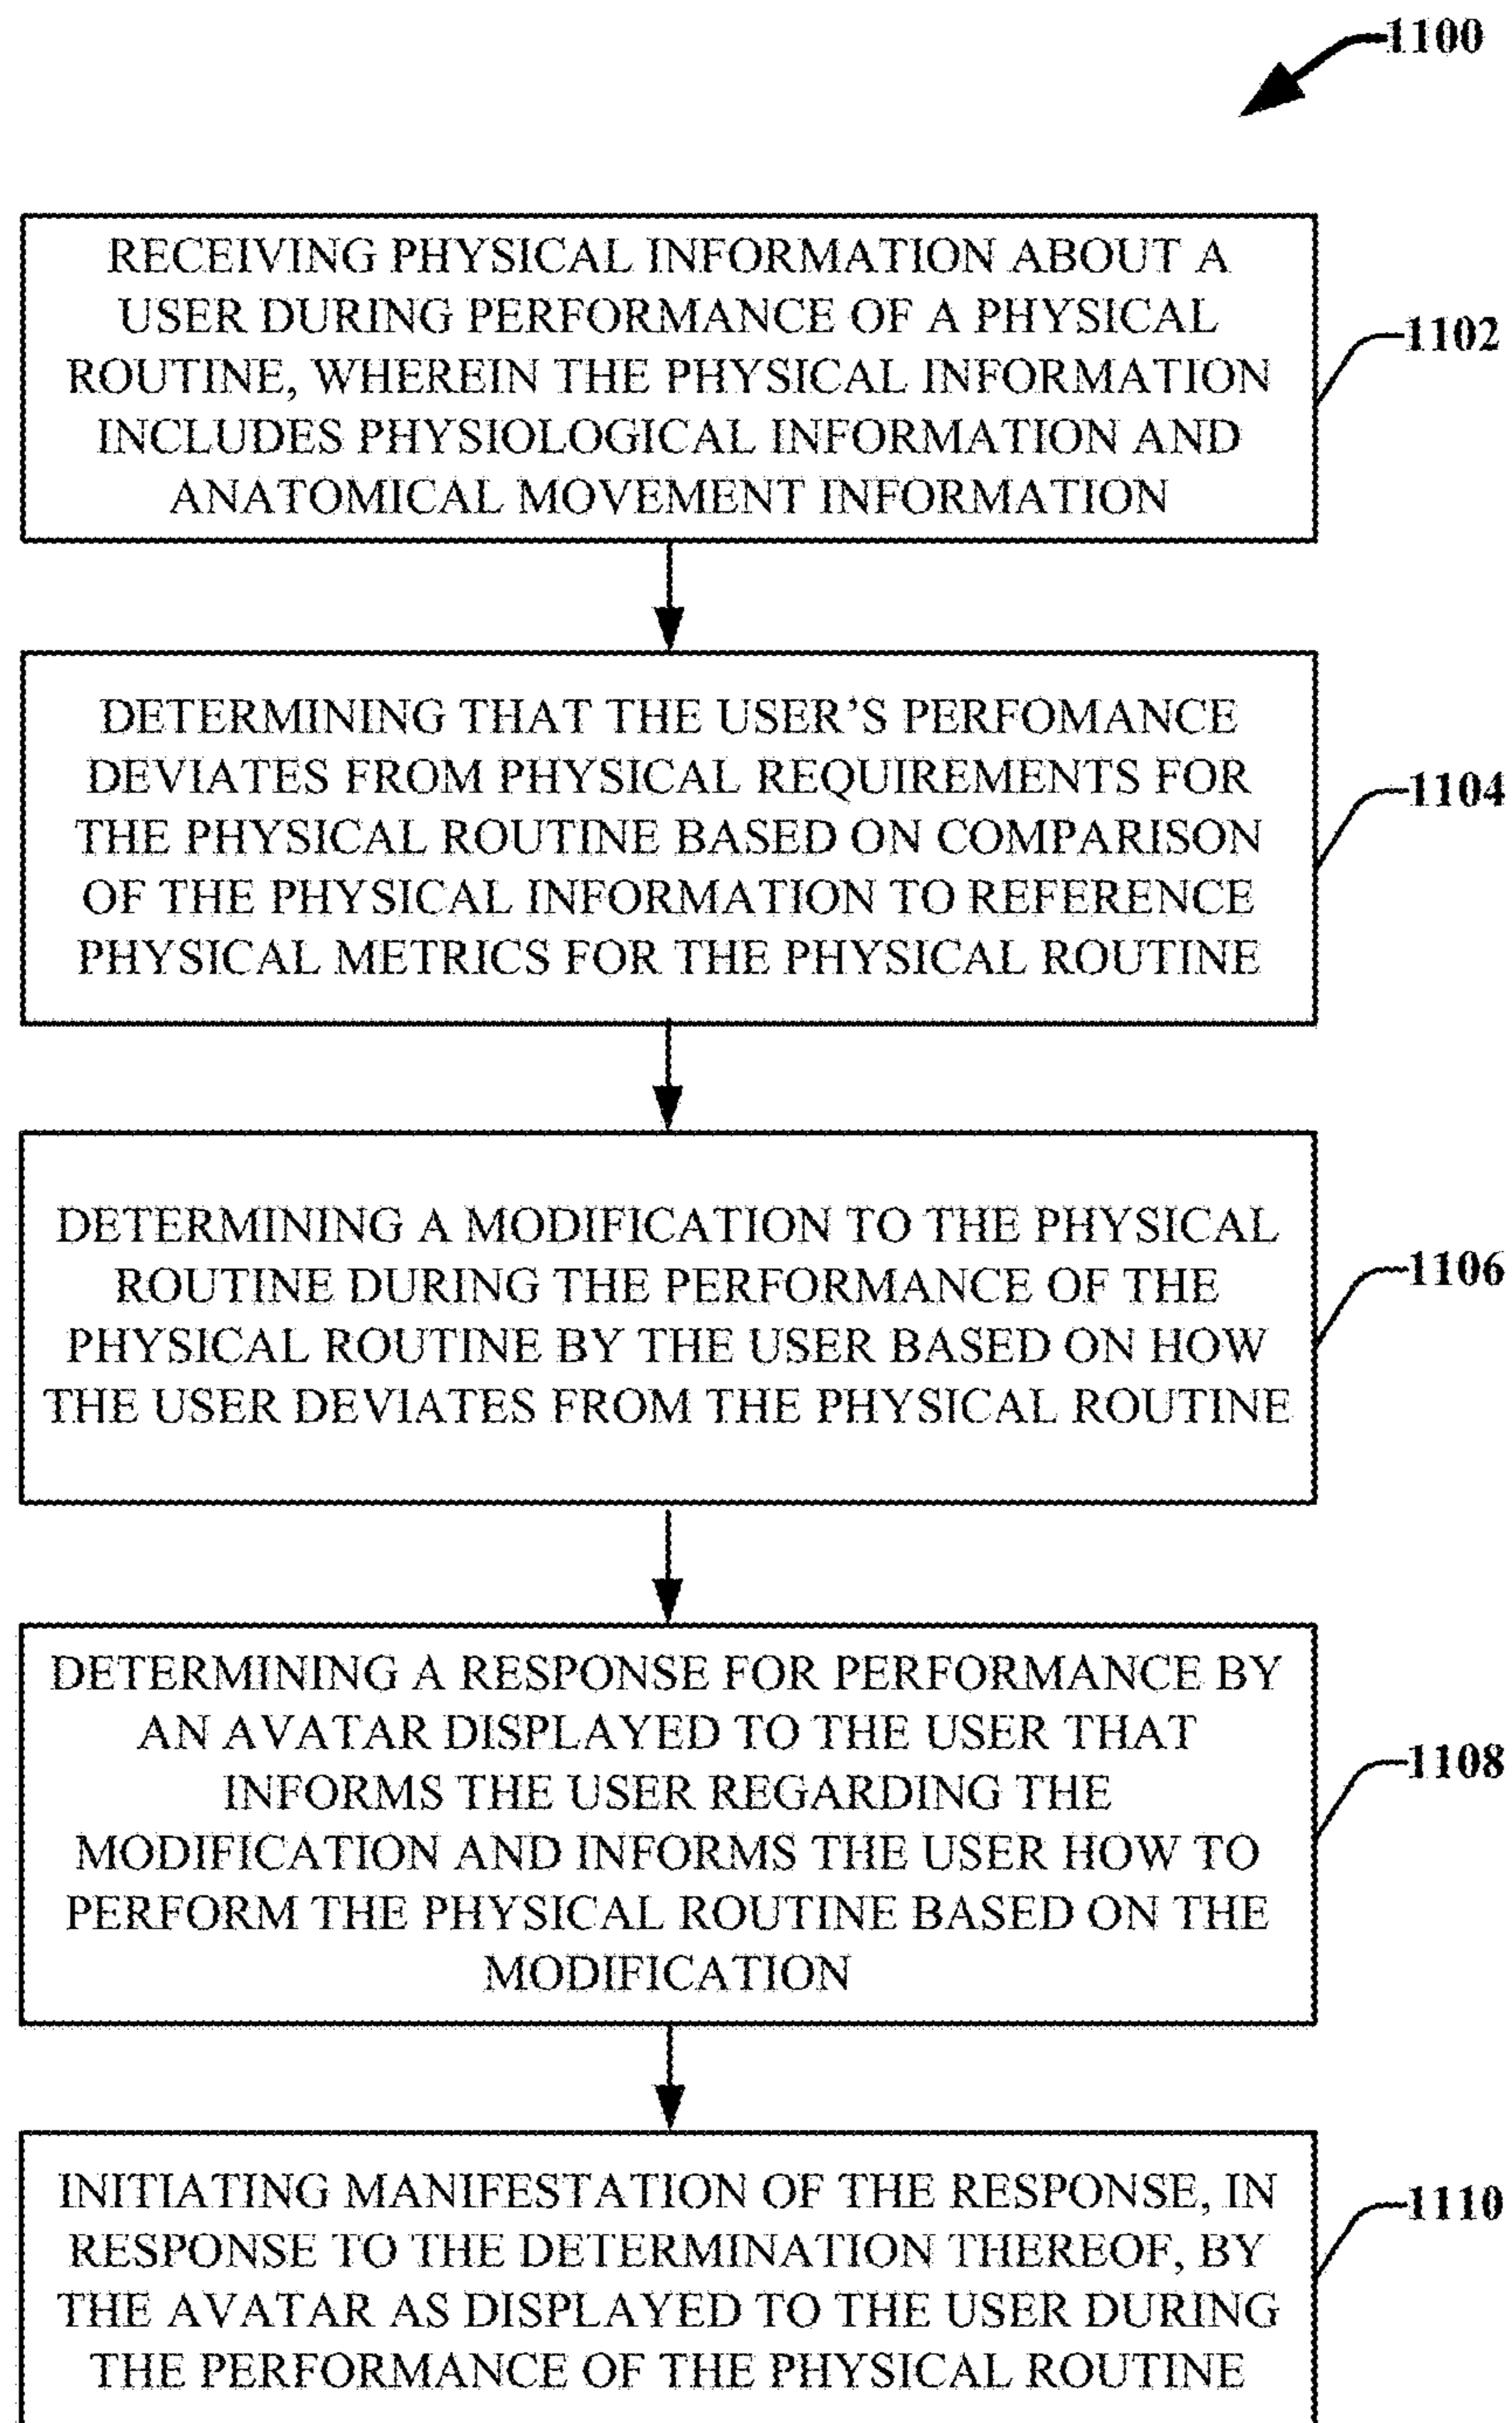 1100
RECEIVING PHYSICAL INFORMATION ABOUT A
USER DURING PERFORMANCE OF A PHYSICAL
ROUTINE, WHEREIN THE PHYSICAL INFORMATION
INCLUDES PHYSIOLOGICAL INFORMATION AND
ANATOMICAL MOVEMENT INFORMATION
1102
DETERMINING THAT THE USER’S PERFOMANCE
DEVIATES FROM PHYSICAL REQUIREMENTS FOR
THE PHYSICAL ROUTINE BASED ON COMPARISON
OF THE PHYSICAL INFORMATION TO REFERENCE
PHYSICAL METRICS FOR THE PHYSICAL ROUTINE
1104
DETERMINING A MODIFICATION TO THE PHYSICAL
ROUTINE DURING THE PERFORMANCE OF THE
PHYSICAL ROUTINE BY THE USER BASED ON HOW
THE USER DEVIATES FROM THE PHYSICAL ROUTINE
1106
DETERMINING A RESPONSE FOR PERFORMANCE BY
AN AVATAR DISPLAYED TO THE USER THAT
INFORMS THE USER REGARDING THE
MODIFICATION AND INFORMS THE USER HOW TO
PERFORM THE PHYSICAL ROUTINE BASED ON THE
MODIFICATION
1108
INITIATING MANIFESTATION OF THE RESPONSE, IN
RESPONSE TO THE DETERMINATION THEREOF, BY
THE AVATAR AS DISPLAYED TO THE USER DURING
THE PERFORMANCE OF THE PHYSICAL ROUTINE
1110